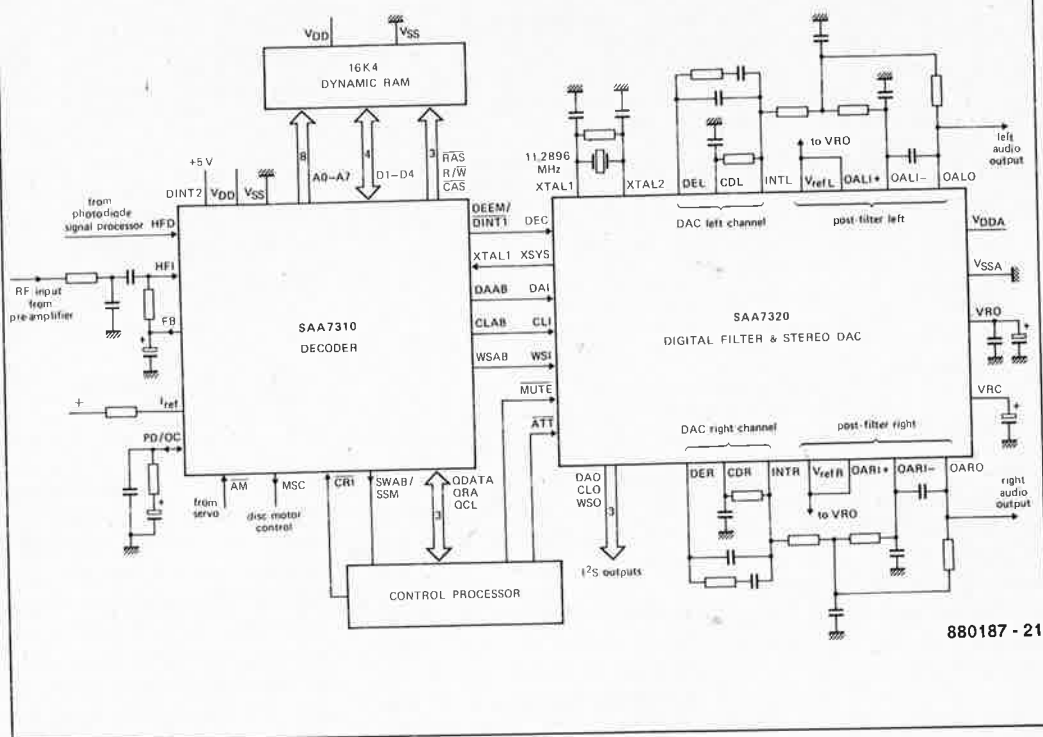 VDD
VSS
16K4
DYNAMIC RAM
8
A0-A7
4
D1-D4
3
RAS
R/W
CAS
+5 V
DINT2
VDD
VSS
from
photodiode
signal processor
HFD
HFI
RF input
from
preamplifier
FB
+
+
Iref
PD/OC
+
SAA7310
DECODER
DEEM/
DINT1
DEC
XTAL1
XSYS
DAAB
DAI
CLAB
CLI
WSAB
WSI
MUTE
ATT
from
servo
AM
MSC
disc motor
control
CRI
SWAB/
SSM
3
QDATA
QRA
QCL
CONTROL PROCESSOR
11.2896
MHz
XTAL1
XTAL2
DEL
CDL
INTL
to VRO
VrefL
OALI+
OALI-
OALO
left
audio
output
DAC left channel
post-filter left
VDDA
VSSA
VRO
+
VRC
+
SAA7320
DIGITAL FILTER & STEREO DAC
DAC right channel
post-filter right
DAO
CLO
WSO
3
I2S outputs
DER
CDR
INTR
VrefR
OARI+
OARI-
OARO
to VRO
right
audio
output
880187 - 21